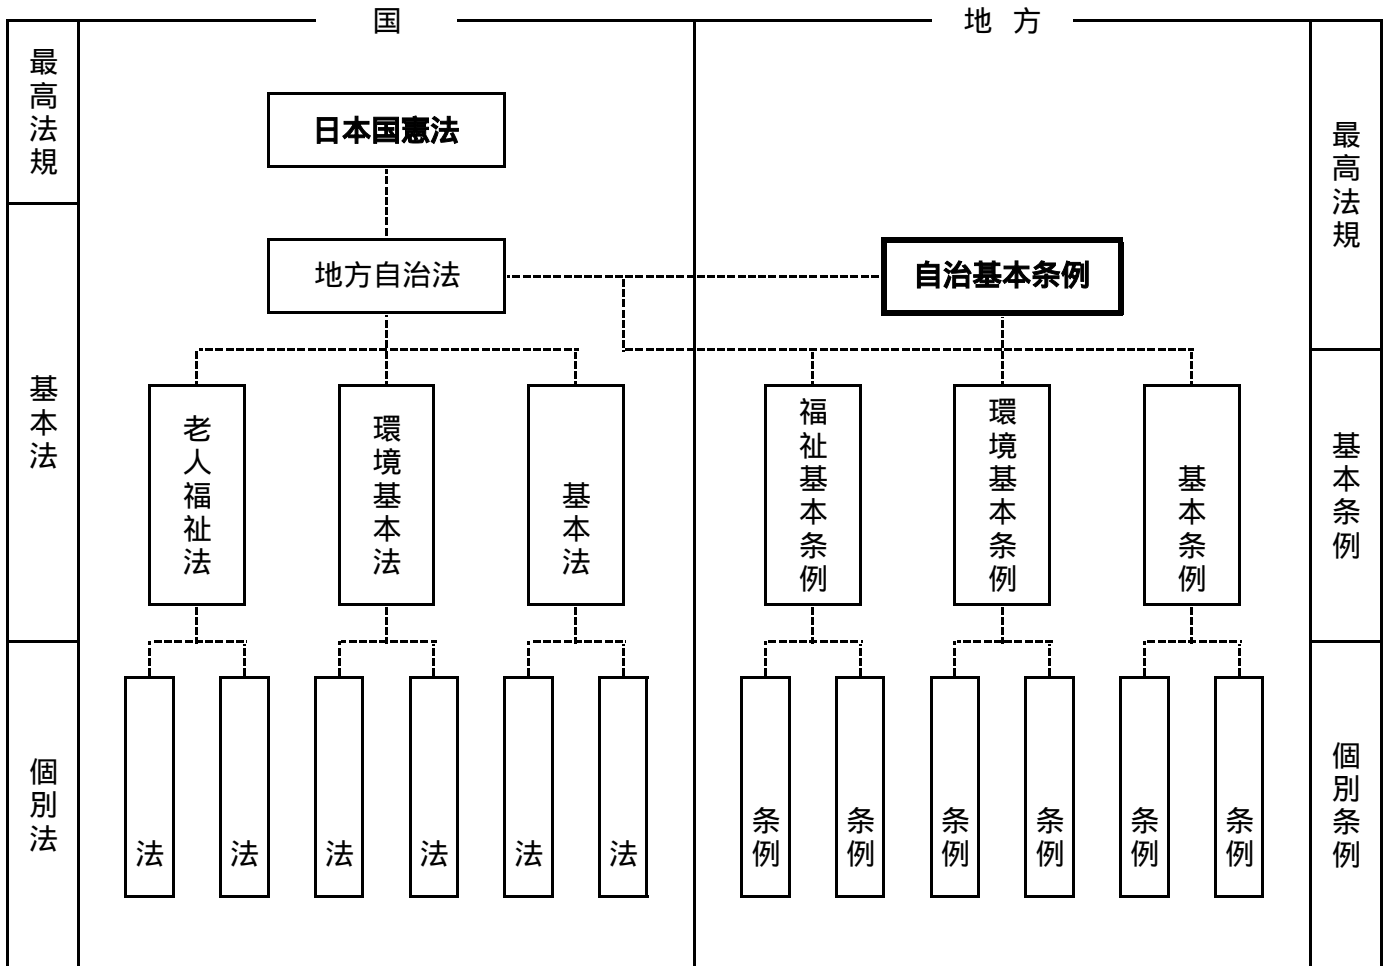 国
地方
最高法規
基本法
個別法
日本国憲法
地方自治法
老人福祉法
環境基本法
基本法
法
法
法
法
法
法
自治基本条例
福祉基本条例
環境基本条例
基本条例
条例
条例
条例
条例
条例
条例
最高法規
基本条例
個別条例